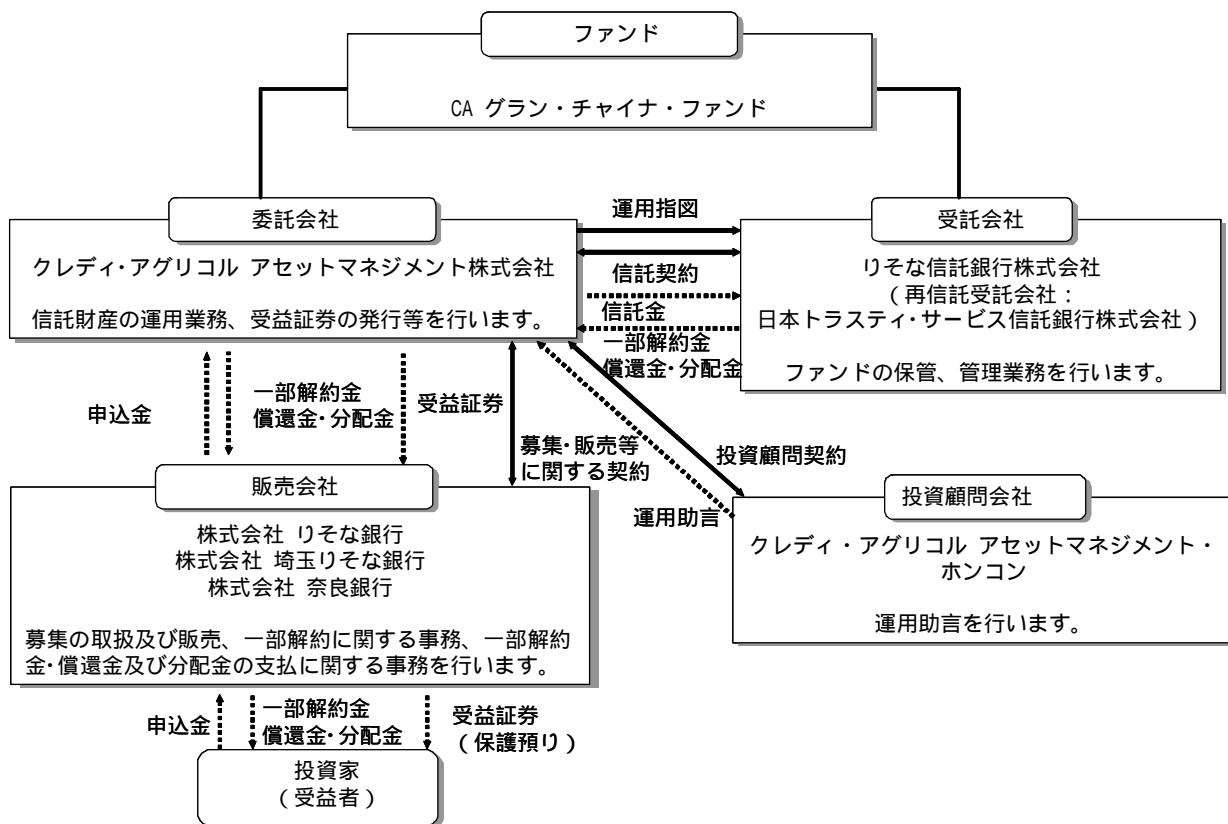 ファンド
CA グラン・チャイナ・ファンド
委託会社
クレディ・アグリコル アセットマネジメント株式会社
信託財産の運用業務、受益証券の発行等を行います。
運用指図
信託契約
信託金
一部解約金
償還金・分配金
受託会社
りそな信託銀行株式会社
（再信託受託会社：
日本トラスティ・サービス信託銀行株式会社）
ファンドの保管、管理業務を行います。
申込金
一部解約金
償還金・分配金
受益証券
募集・販売等
に関する契約
投資顧問契約
運用助言
販売会社
株式会社 りそな銀行
株式会社 埼玉りそな銀行
株式会社 奈良銀行
募集の取扱及び販売、一部解約に関する事務、一部解約
金・償還金及び分配金の支払に関する事務を行います。
投資顧問会社
クレディ・アグリコル アセットマネジメント・
ホンコン
運用助言を行います。
申込金
一部解約金
償還金・分配金
受益証券
（保護預り）
投資家
（受益者）